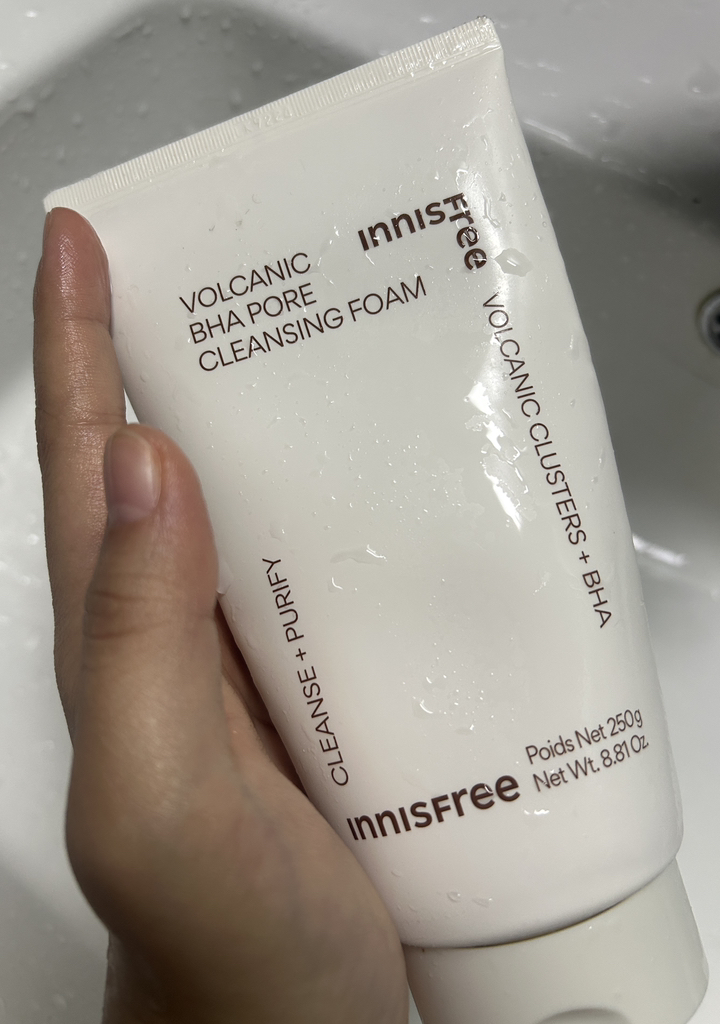 INNISFree
VOLCANIC
BHA PORE
CLEANSING FOAM
VOLCANIC CLUSTERS + BHA
CLEANSE + PURIFY
INNISFree
Poids Net 250g
Net Wt. 8.81 Oz.